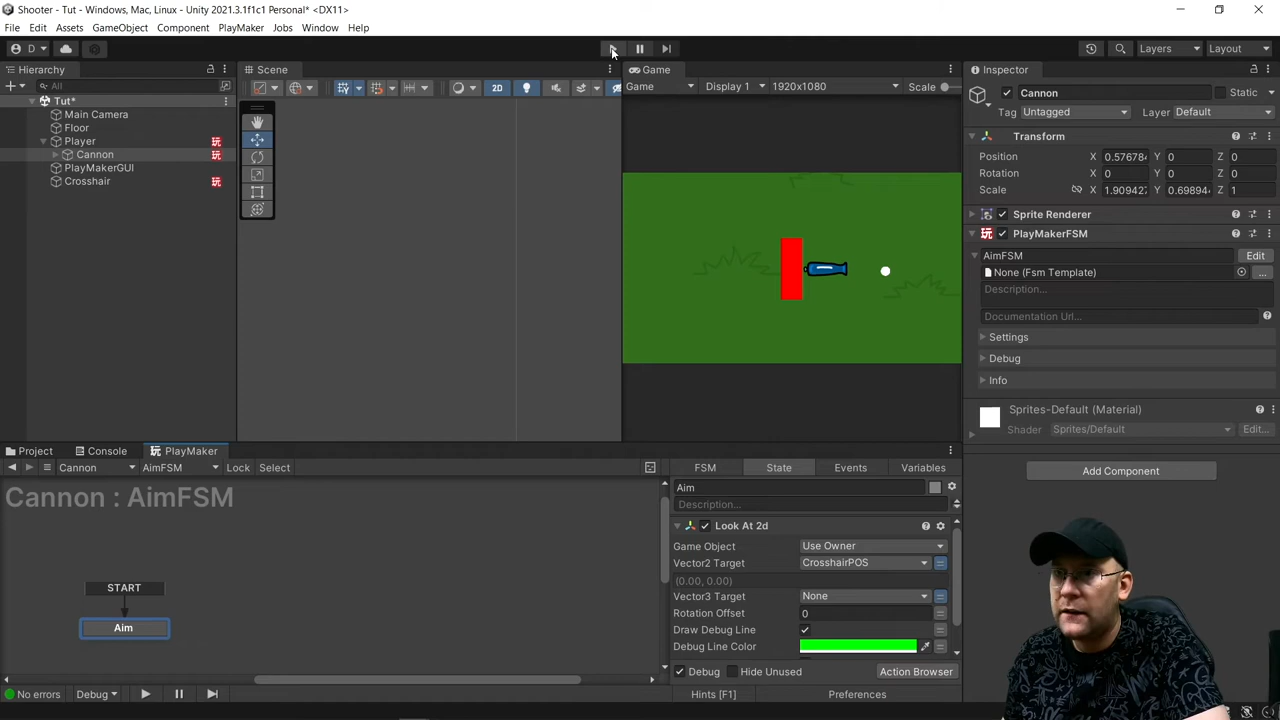 Shooter - Tut - Windows, Mac, Linux - Unity 2021.3.1f1c1 Personal* <DX11>
File Edit Assets GameObject Component PlayMaker Jobs Window Help
D Layers Layout
Hierarchy Scene Game Inspector
All 2D Game Display 1 1920x1080 Scale Cannon Static
Tut* Tag Untagged Layer Default
Main Camera
Floor Transform
Player Position X 0.57678 Y 0 Z 0
Cannon Rotation X 0 Y 0 Z 0
PlayMakerGUI Scale X 1.909427 Y 0.69894 Z 1
Crosshair
Sprite Renderer
PlayMakerFSM
AimFSM Edit
None (Fsm Template) ...
Description...
Documentation Url...
Settings
Debug
Info
Sprites-Default (Material)
Shader Sprites/Default Edit...
Add Component
Project Console PlayMaker
Cannon AimFSM Lock Select FSM State Events Variables
Cannon : AimFSM Aim
Description...
Look At 2d
Game Object Use Owner
Vector2 Target CrosshairPOS
(0.00, 0.00)
START Vector3 Target None
Rotation Offset 0
Aim Draw Debug Line
Debug Line Color
Debug Hide Unused Action Browser
No errors Debug Hints [F1] Preferences